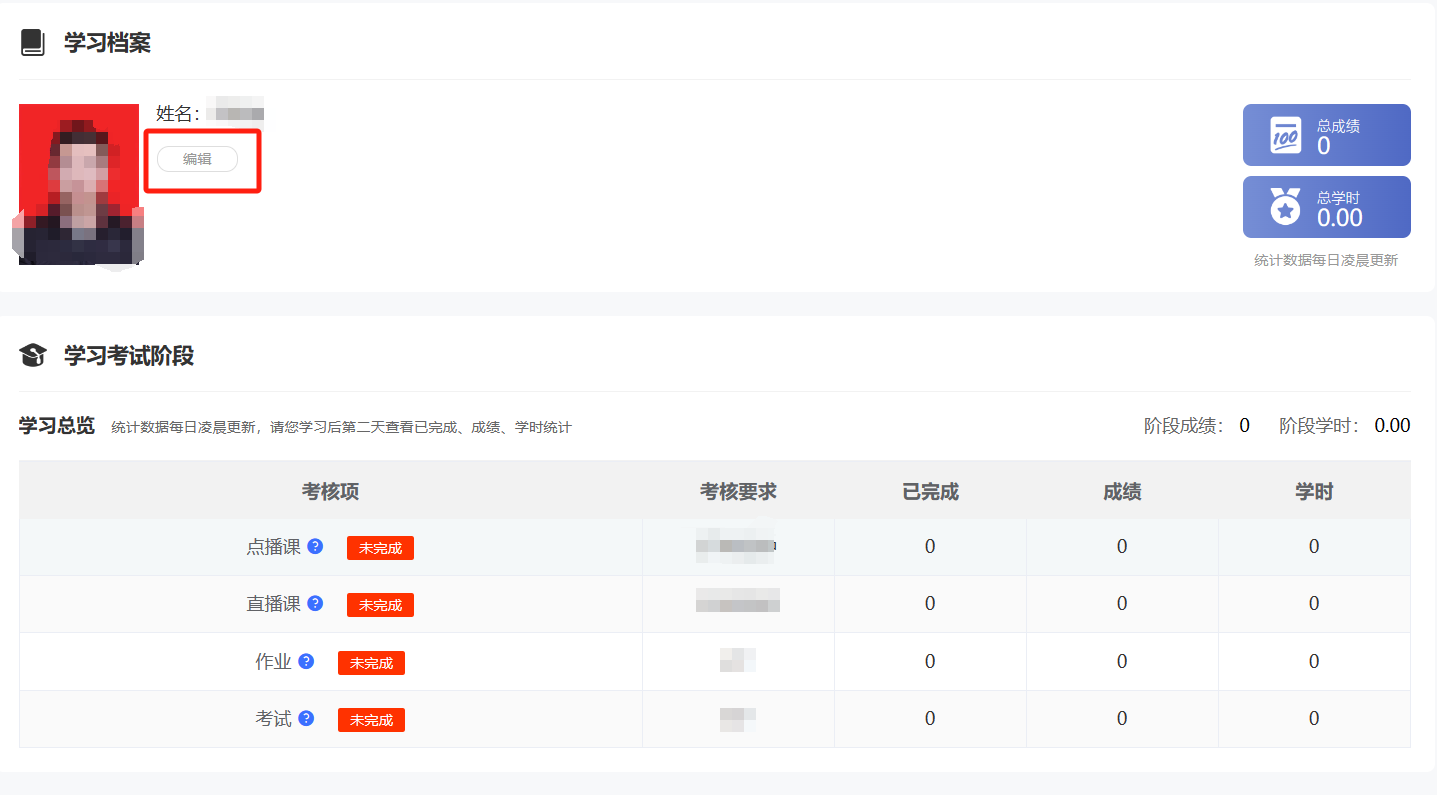 学习档案
姓名：
编辑
总成绩
0
总学时
0.00
统计数据每日凌晨更新
学习考试阶段
学习总览 统计数据每日凌晨更新，请您学习后第二天查看已完成、成绩、学时统计 阶段成绩： 0 阶段学时： 0.00
考核项 考核要求 已完成 成绩 学时
点播课 ? 未完成 0 0 0
直播课 ? 未完成 0 0 0
作业 ? 未完成 0 0 0
考试 ? 未完成 0 0 0